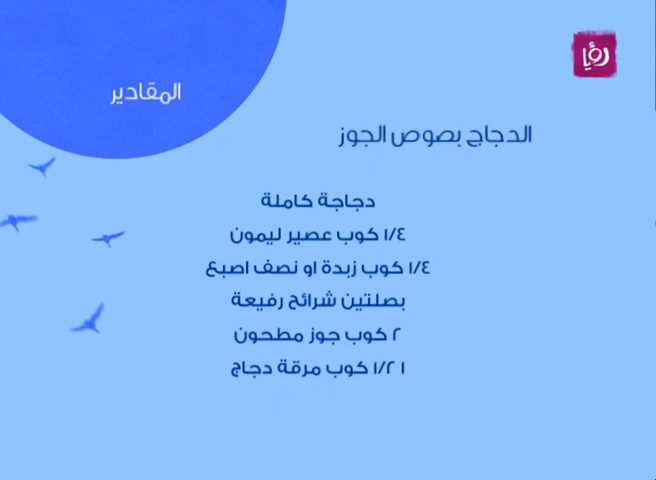 رؤيا
المقادير
الدجاج بصوص الجوز
دجاجة كاملة
١/٤ كوب عصير ليمون
١/٤ كوب زبدة او نصف اصبع
بصلتين شرائح رفيعة
٢ كوب جوز مطحون
١ ١/٢ كوب مرقة دجاج